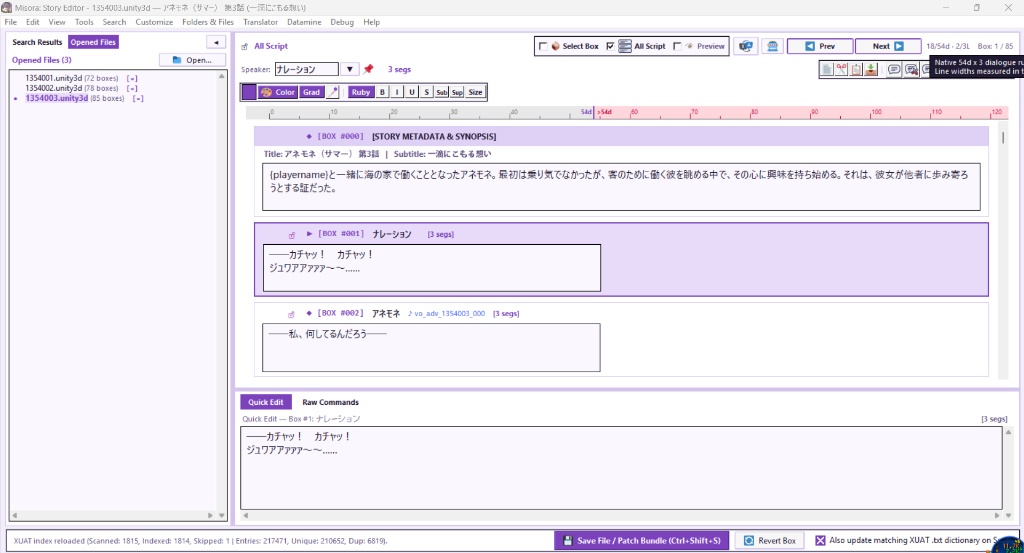 Misora: Story Editor - 1354003.unity3d — アネモネ（サマー） 第3話 (一滴にこもる想い)
File Edit View Tools Search Customize Folders & Files Translator Datamine Debug Help
Search Results Opened Files
Opened Files (3) Open...
1354001.unity3d (72 boxes) [-]
1354002.unity3d (78 boxes) [-]
1354003.unity3d (85 boxes) [-]
All Script
Select Box All Script Preview Prev Next 18/54d - 2/3L Box: 1 / 85
Native 54d x 3 dialogue ru
Line widths measured in t
Speaker: ナレーション 3 segs
Color Grad Ruby B I U S Sub Sup Size
0 10 20 30 40 54d >54d 60 70 80 90 100 110 120
[BOX #000] [STORY METADATA & SYNOPSIS]
Title: アネモネ（サマー） 第3話 | Subtitle: 一滴にこもる想い
{playername}と一緒に海の家で働くこととなったアネモネ。最初は乗り気でなかったが、客のために働く彼を眺める中で、その心に興味を持ち始める。それは、彼女が他者に歩み寄ろ
うとする証だった。
[BOX #001] ナレーション [3 segs]
――カチャッ！　カチャッ！
ジュワアアァァァ～～……
[BOX #002] アネモネ ♪ vo_adv_1354003_000 [3 segs]
――私、何してるんだろう――
Quick Edit Raw Commands
Quick Edit — Box #1: ナレーション [3 segs]
――カチャッ！　カチャッ！
ジュワアアァァァ～～……
XUAT index reloaded (Scanned: 1815, Indexed: 1814, Skipped: 1 | Entries: 217471, Unique: 210652, Dup: 6819).
Save File / Patch Bundle (Ctrl+Shift+S) Revert Box Also update matching XUAT .txt dictionary on S